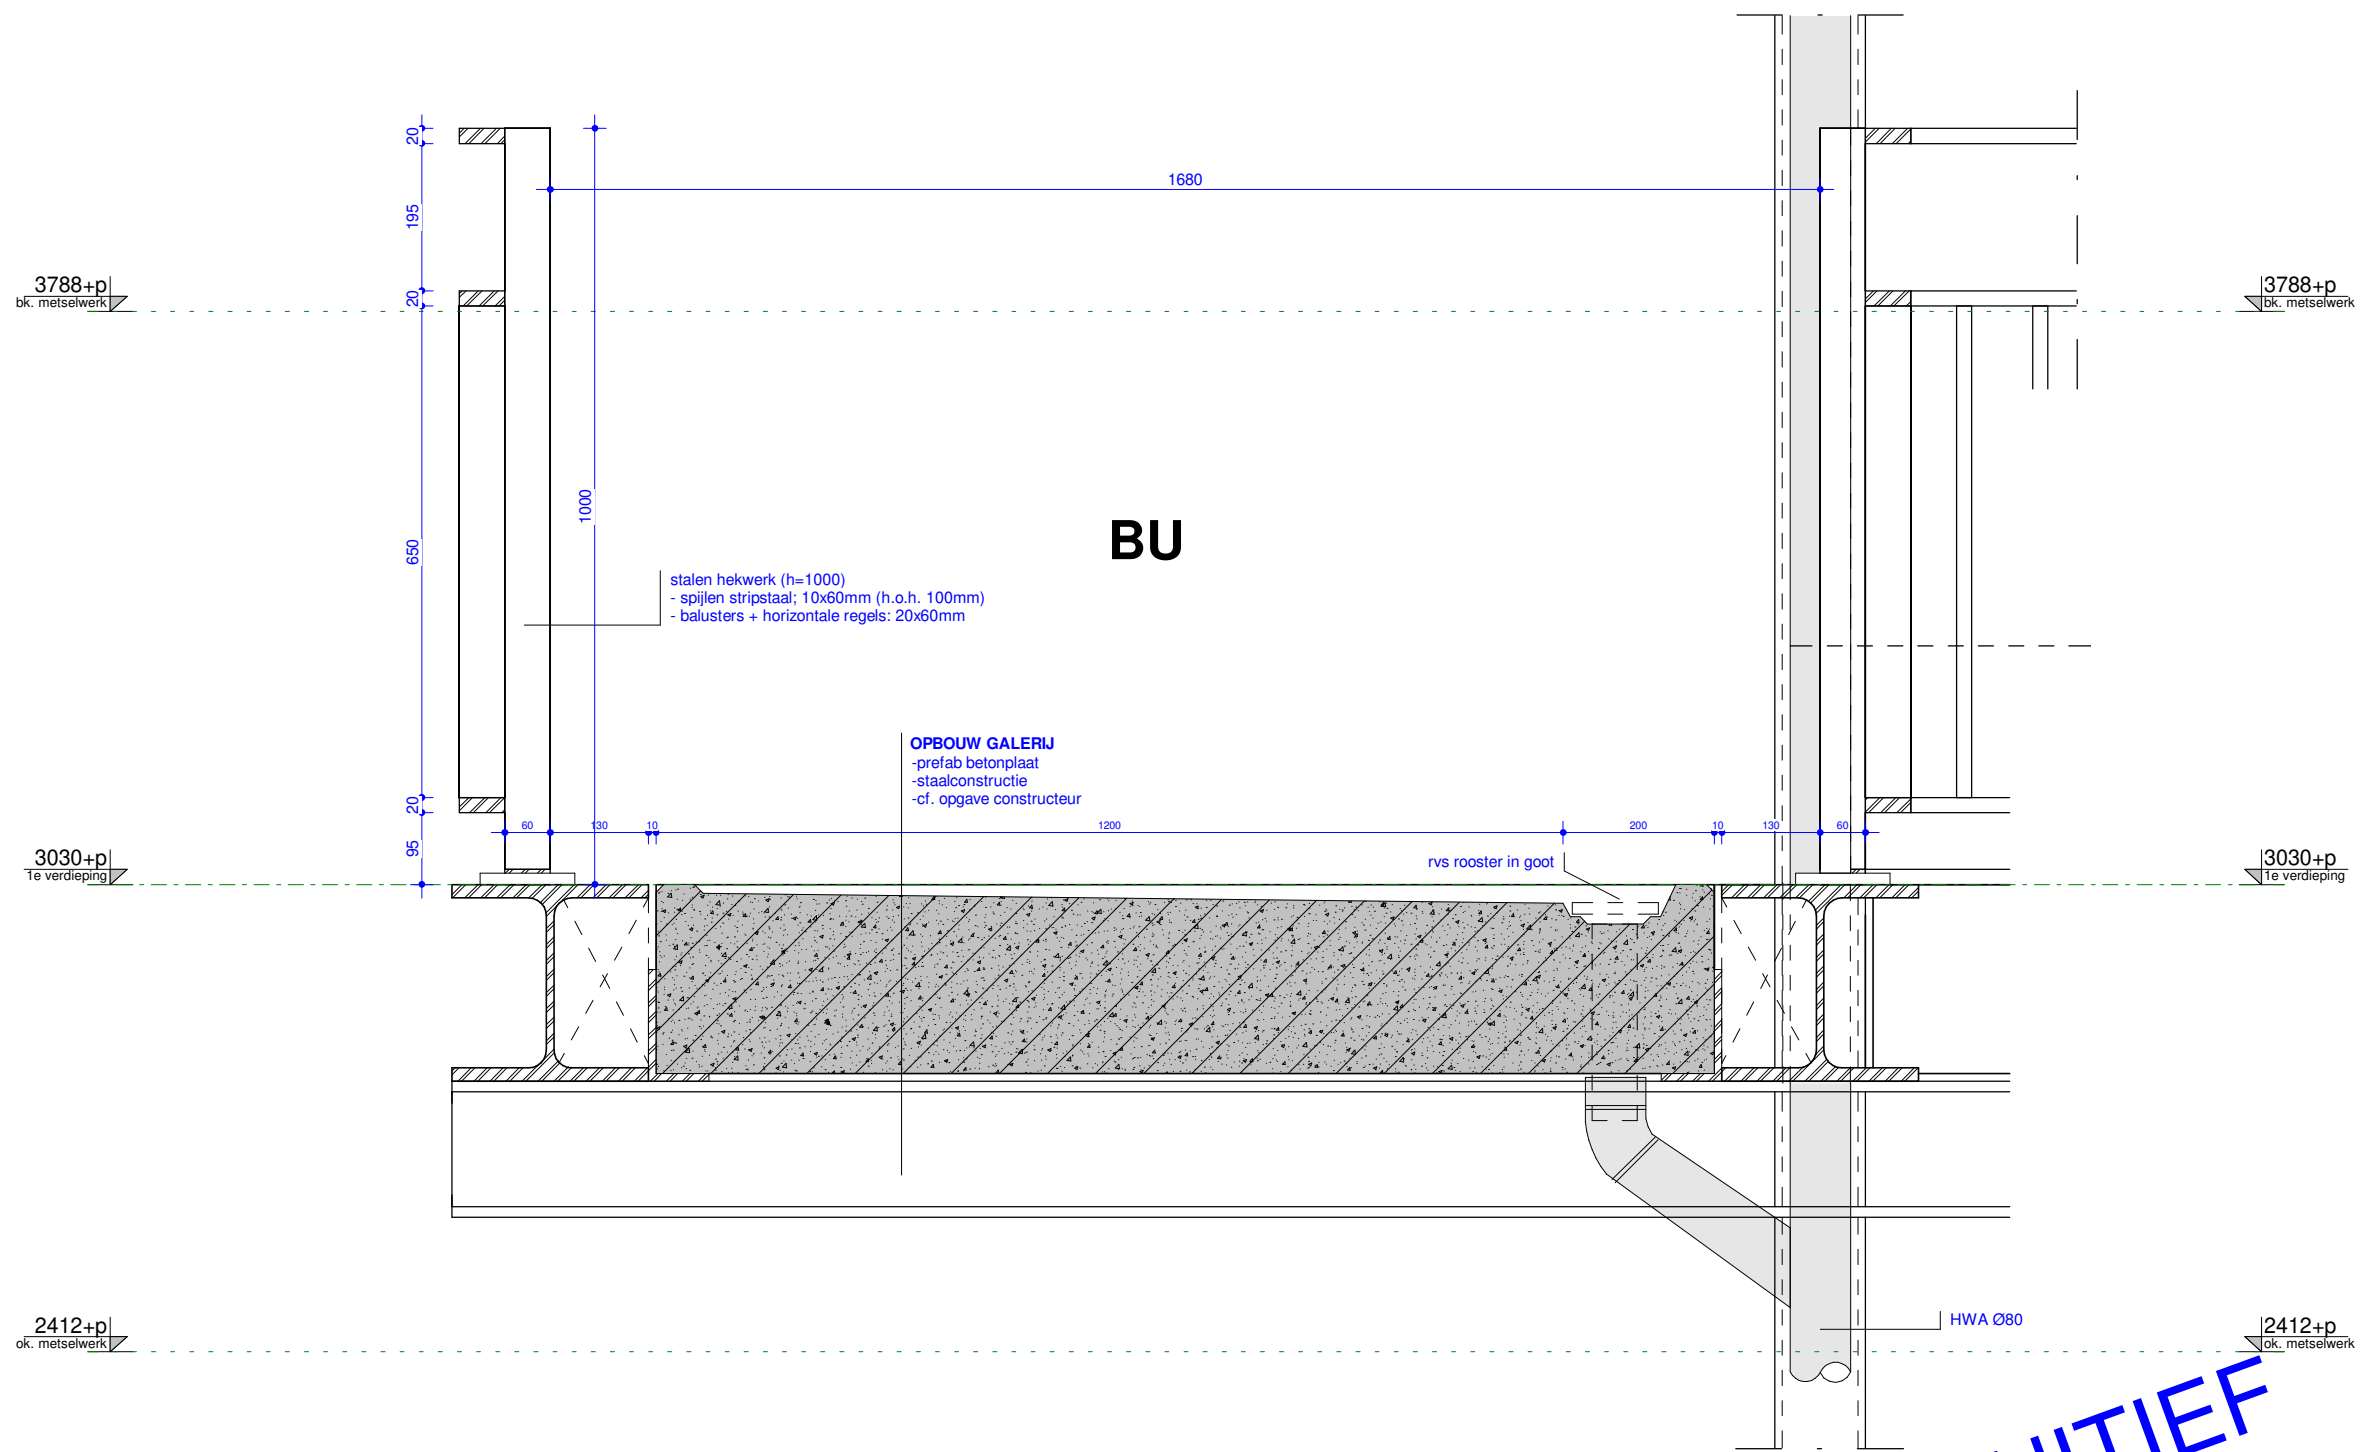 20
1680
195
3788+p
bk. metselwerk
20
3788+p
bk. metselwerk
1000
650
BU
stalen hekwerk (h=1000)
- spijlen stripstaal; 10x60mm (h.o.h. 100mm)
- balusters + horizontale regels: 20x60mm
OPBOUW GALERIJ
-prefab betonplaat
-staalconstructie
-cf. opgave constructeur
20
60
130
10
1200
200
10
130
60
95
rvs rooster in goot
3030+p
1e verdieping
3030+p
1e verdieping
HWA Ø80
2412+p
ok. metselwerk
2412+p
ok. metselwerk